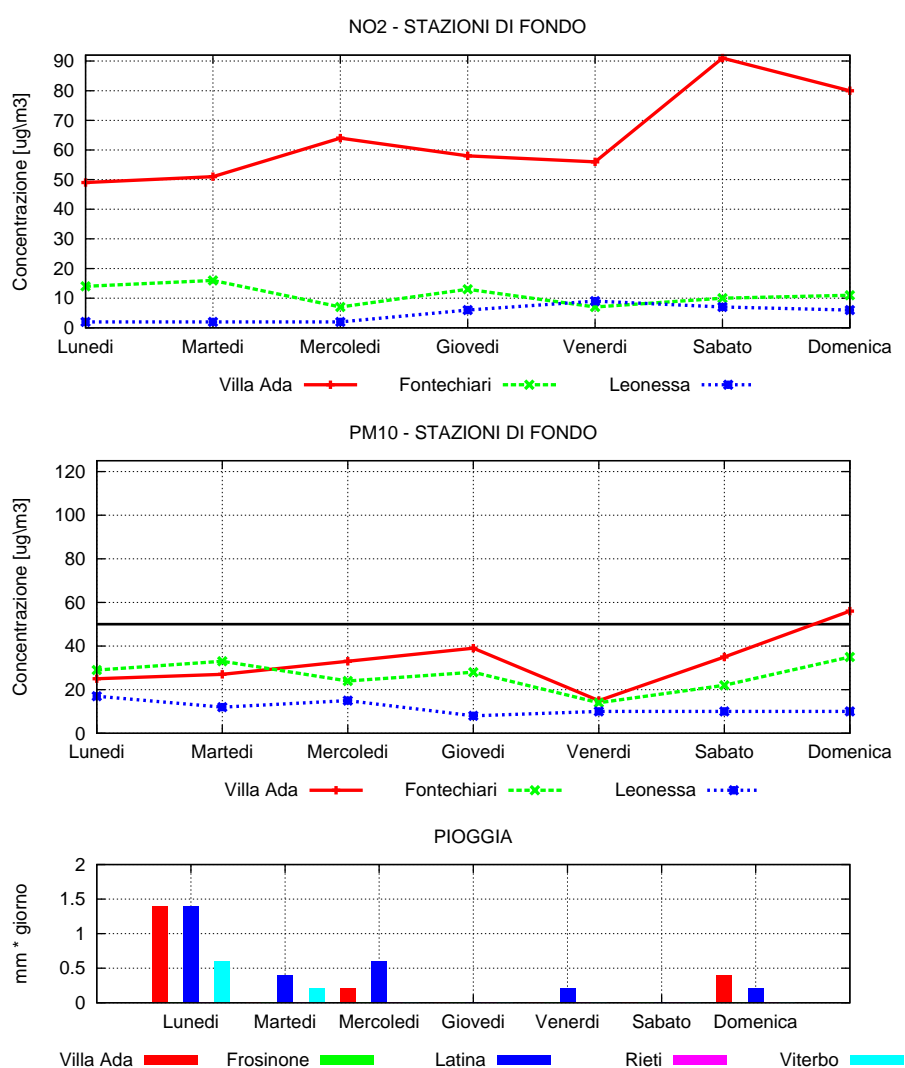 NO2 - STAZIONI DI FONDO
Concentrazione [ug\m3]
90
80
70
60
50
40
30
20
10
0
Lunedi Martedi Mercoledi Giovedi Venerdi Sabato Domenica
Villa Ada Fontechiari Leonessa
PM10 - STAZIONI DI FONDO
Concentrazione [ug\m3]
120
100
80
60
40
20
0
Lunedi Martedi Mercoledi Giovedi Venerdi Sabato Domenica
Villa Ada Fontechiari Leonessa
PIOGGIA
mm * giorno
2
1.5
1
0.5
0
Lunedi Martedi Mercoledi Giovedi Venerdi Sabato Domenica
Villa Ada Frosinone Latina Rieti Viterbo